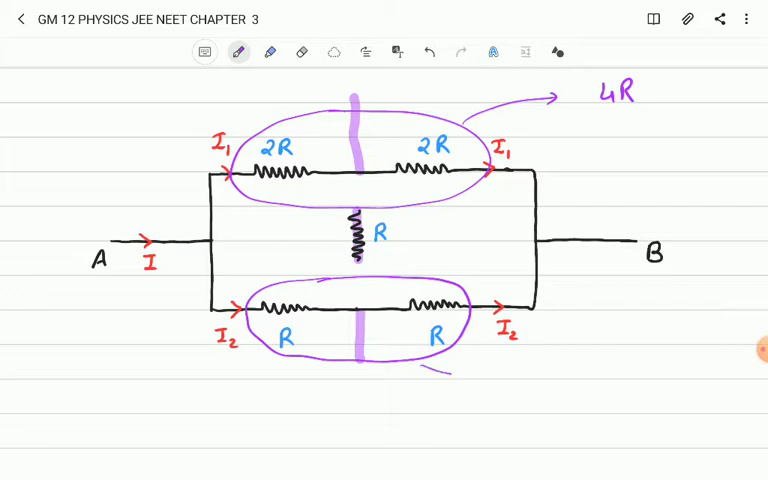 GM 12 PHYSICS JEE NEET CHAPTER 3
4R
I₁ 2R 2R I₁
R
A I B
I₂ R R I₂